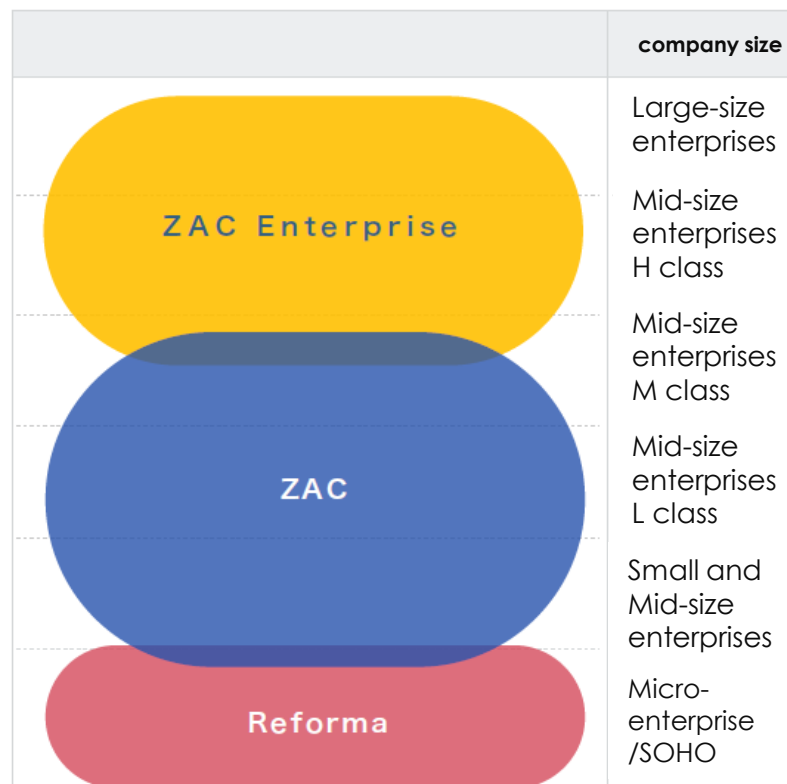 company size
Large-size
enterprises
ZAC Enterprise
Mid-size
enterprises
H class
Mid-size
enterprises
M class
ZAC
Mid-size
enterprises
L class
Small and
Mid-size
enterprises
Reforma
Micro-
enterprise
/SOHO